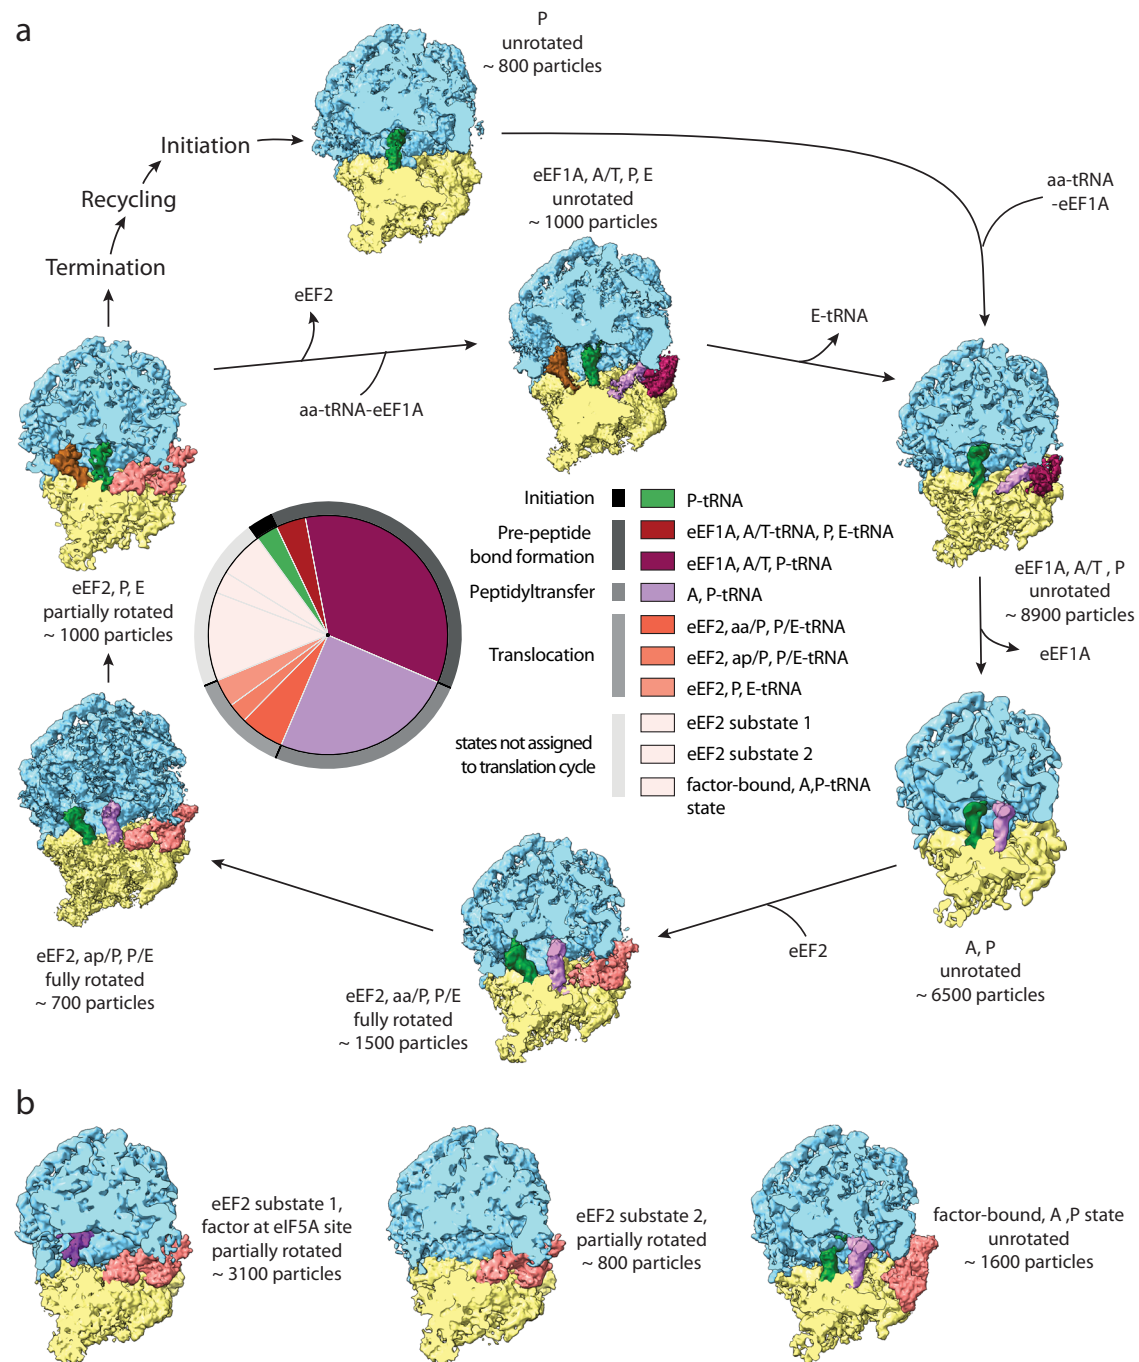 a
P
unrotated
~ 800 particles
Initiation
Recycling
Termination
eEF1A, A/T, P, E
unrotated
~ 1000 particles
aa-tRNA
-eEF1A
eEF2
aa-tRNA-eEF1A
E-tRNA
eEF2, P, E
partially rotated
~ 1000 particles
Initiation
P-tRNA
Pre-peptide
bond formation
eEF1A, A/T-tRNA, P, E-tRNA
eEF1A, A/T, P-tRNA
Peptidyltransfer
A, P-tRNA
Translocation
eEF2, aa/P, P/E-tRNA
eEF2, ap/P, P/E-tRNA
eEF2, P, E-tRNA
states not assigned
to translation cycle
eEF2 substate 1
eEF2 substate 2
factor-bound, A,P-tRNA
state
eEF1A, A/T , P
unrotated
~ 8900 particles
eEF1A
A, P
unrotated
~ 6500 particles
eEF2
eEF2, aa/P, P/E
fully rotated
~ 1500 particles
eEF2, ap/P, P/E
fully rotated
~ 700 particles
b
eEF2 substate 1,
factor at eIF5A site
partially rotated
~ 3100 particles
eEF2 substate 2,
partially rotated
~ 800 particles
factor-bound, A ,P state
unrotated
~ 1600 particles